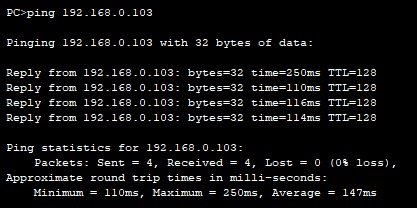 PC>ping 192.168.0.103
Pinging 192.168.0.103 with 32 bytes of data:
Reply from 192.168.0.103: bytes=32 time=250ms TTL=128
Reply from 192.168.0.103: bytes=32 time=110ms TTL=128
Reply from 192.168.0.103: bytes=32 time=116ms TTL=128
Reply from 192.168.0.103: bytes=32 time=114ms TTL=128
Ping statistics for 192.168.0.103:
    Packets: Sent = 4, Received = 4, Lost = 0 (0% loss),
Approximate round trip times in milli-seconds:
    Minimum = 110ms, Maximum = 250ms, Average = 147ms